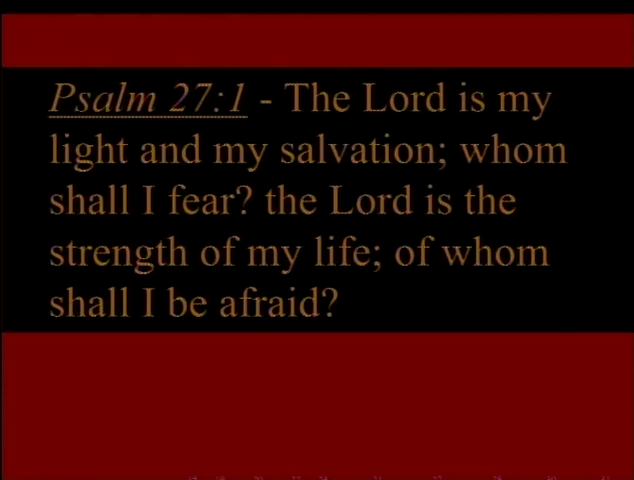 Psalm 27:1 - The Lord is my
light and my salvation; whom
shall I fear? the Lord is the
strength of my life; of whom
shall I be afraid?